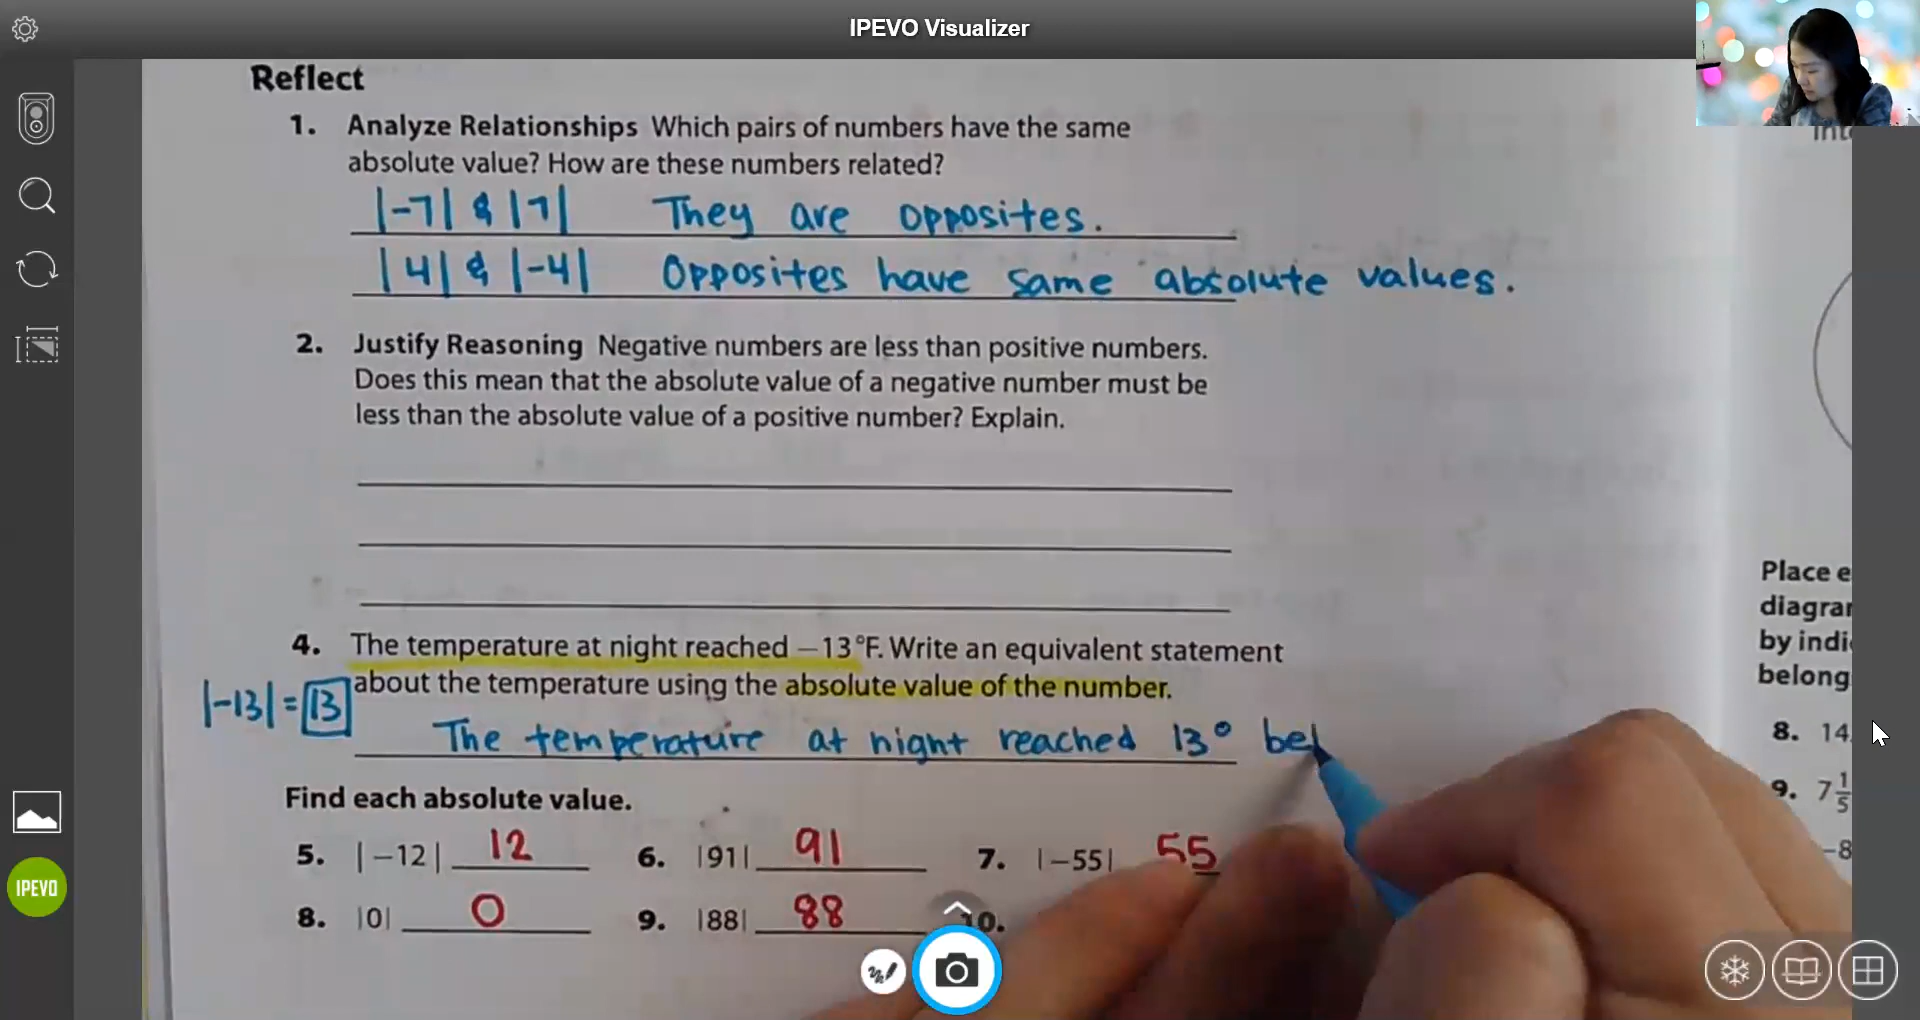 IPEVO Visualizer
Reflect
1. Analyze Relationships Which pairs of numbers have the same
absolute value? How are these numbers related?
|-7| & |7| They are opposites.
|4| & |-4| Opposites have same absolute values.
2. Justify Reasoning Negative numbers are less than positive numbers.
Does this mean that the absolute value of a negative number must be
less than the absolute value of a positive number? Explain.
4. The temperature at night reached −13°F. Write an equivalent statement
about the temperature using the absolute value of the number.
|-13| = 13
The temperature at night reached 13° bel
Find each absolute value.
5. |−12| 12 6. |91| 91 7. |−55| 55
8. |0| 0 9. |88| 88 10.
Place e
diagra
by indi
belong
8. 14
9. 7 1/5
-8
IPEVO